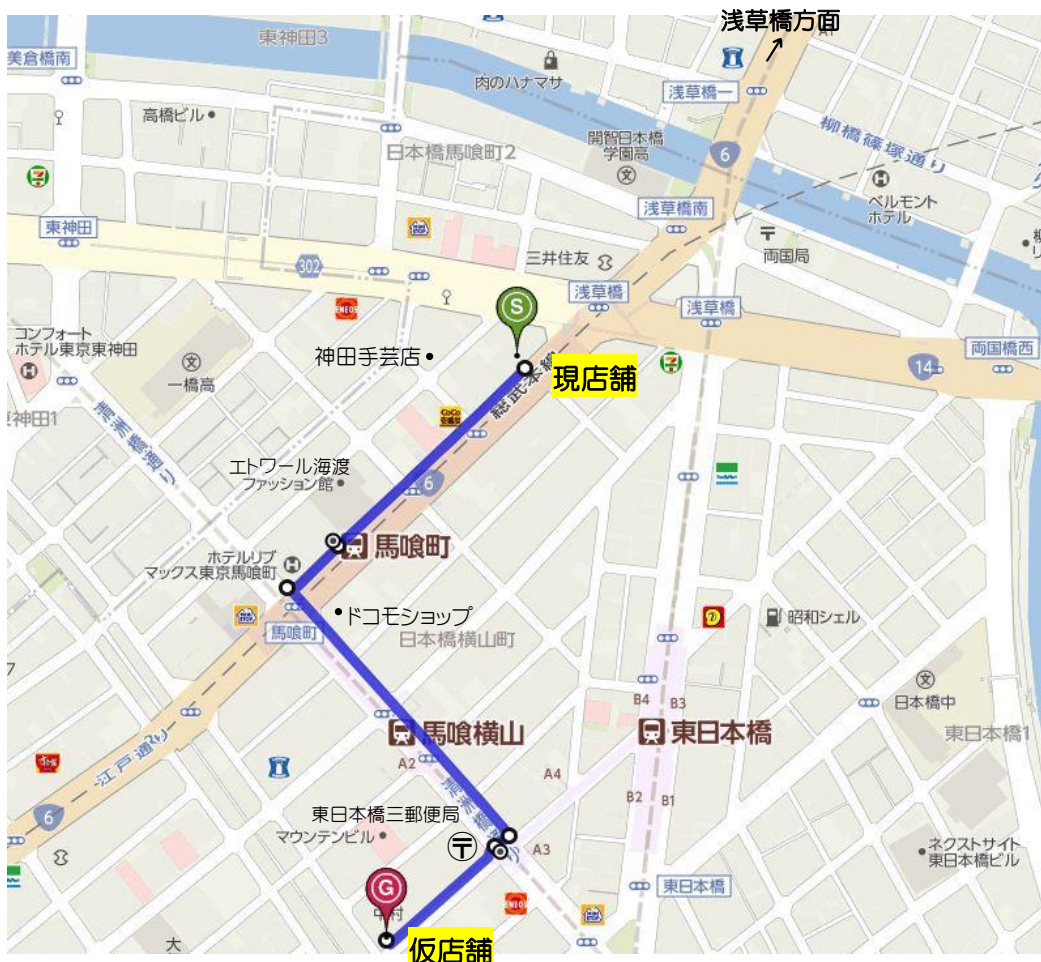 浅草橋方面
A1
東神田3
美倉橋南
肉のハナマサ
浅草橋一
高橋ビル
開智日本橋
学園高
日本橋馬喰町2
6
柳橋篠塚通り
ベルモント
ホテル
浅草橋南
東神田
302
三井住友
両国局
浅草橋
浅草橋
ENEOS
S
コンフォート
ホテル東京東神田
神田手芸店
現店舗
両国橋西
14
一橋高
東神田1
清洲橋通り
CoCo
壱番屋
総武本線
エトワール海渡
ファッション館
6
FamilyMart
馬喰町
ホテルリブ
マックス東京馬喰町
ドコモショップ
昭和シェル
馬喰町
日本橋横山町
日本橋中
B4
B3
馬喰横山
東日本橋
東日本橋1
江戸通り
A2
A4
B2
B1
清洲橋通り
東日本橋三郵便局
マウンテンビル
A3
ネクストサイト
東日本橋ビル
6
G
中村
ENEOS
東日本橋
仮店舗
大